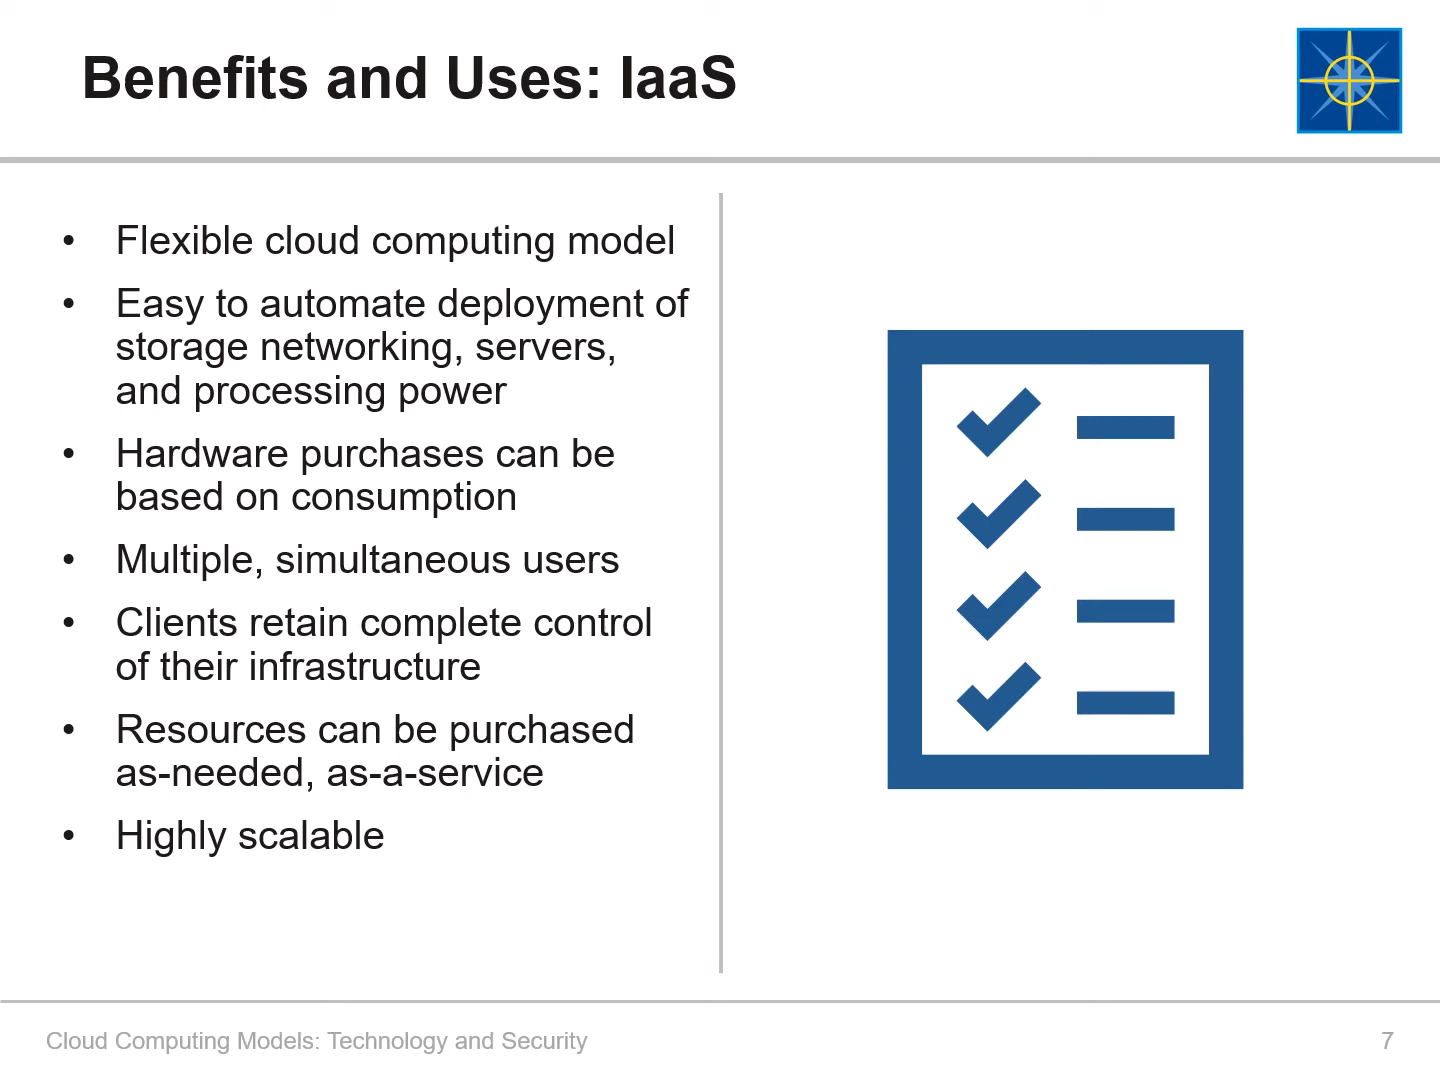 Benefits and Uses: IaaS
• Flexible cloud computing model
• Easy to automate deployment of
storage networking, servers,
and processing power
• Hardware purchases can be
based on consumption
• Multiple, simultaneous users
• Clients retain complete control
of their infrastructure
• Resources can be purchased
as-needed, as-a-service
• Highly scalable
Cloud Computing Models: Technology and Security
7